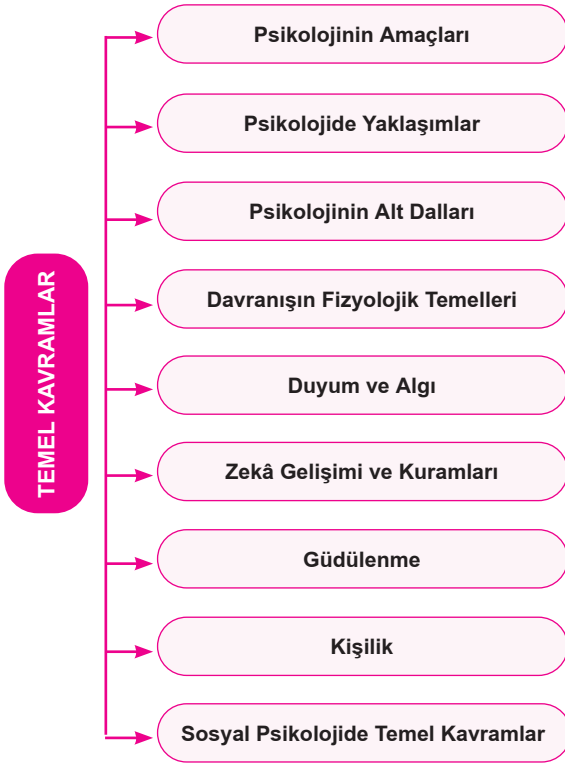 TEMEL KAVRAMLAR
Psikolojinin Amaçları
Psikolojide Yaklaşımlar
Psikolojinin Alt Dalları
Davranışın Fizyolojik Temelleri
Duyum ve Algı
Zekâ Gelişimi ve Kuramları
Güdülenme
Kişilik
Sosyal Psikolojide Temel Kavramlar